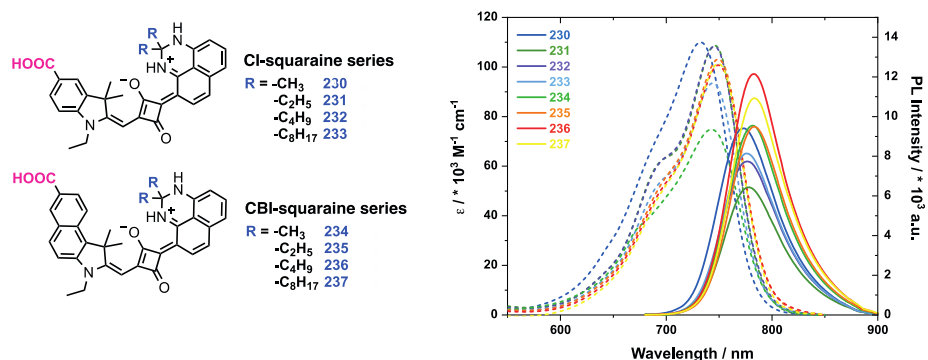 R
R
NH
HN
+
HOOC
⁻O
N
O
CI-squaraine series
R = -CH₃ 230
-C₂H₅ 231
-C₄H₉ 232
-C₈H₁₇ 233
R
R
NH
HN
+
HOOC
⁻O
N
O
CBI-squaraine series
R = -CH₃ 234
-C₂H₅ 235
-C₄H₉ 236
-C₈H₁₇ 237
ε / * 10³ M⁻¹ cm⁻¹
120
100
80
60
40
20
0
230
231
232
233
234
235
236
237
14
12
10
8
6
4
2
0
PL Intensity / * 10³ a.u.
600 700 800 900
Wavelength / nm